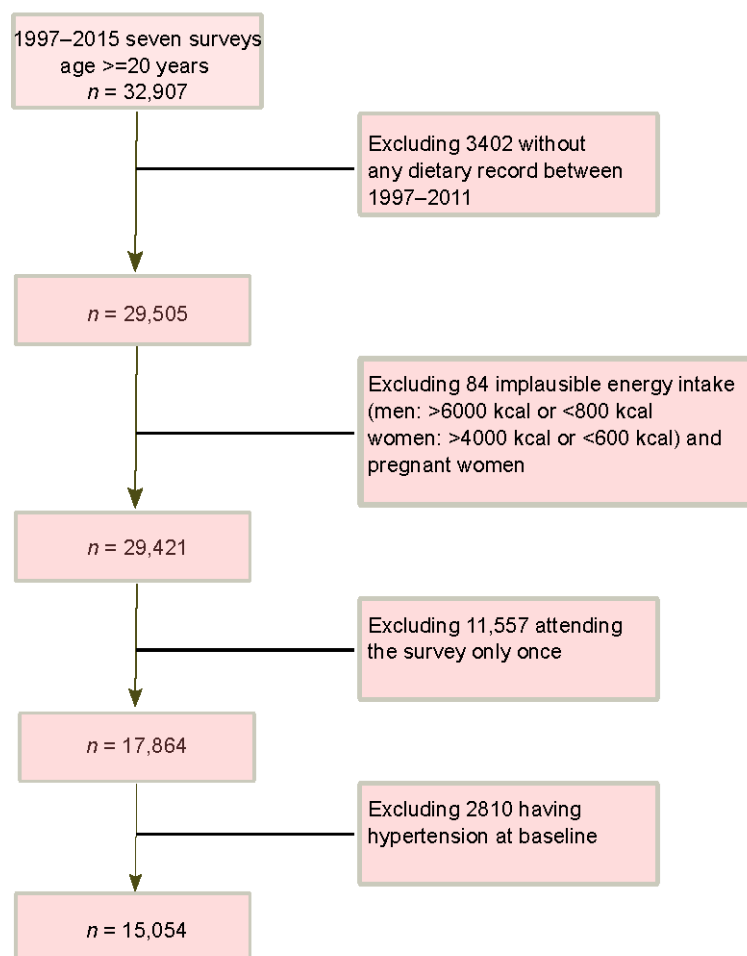 1997–2015 seven surveys
age >=20 years
n = 32,907
Excluding 3402 without
any dietary record between
1997–2011
n = 29,505
Excluding 84 implausible energy intake
(men: >6000 kcal or <800 kcal
women: >4000 kcal or <600 kcal) and
pregnant women
n = 29,421
Excluding 11,557 attending
the survey only once
n = 17,864
Excluding 2810 having
hypertension at baseline
n = 15,054